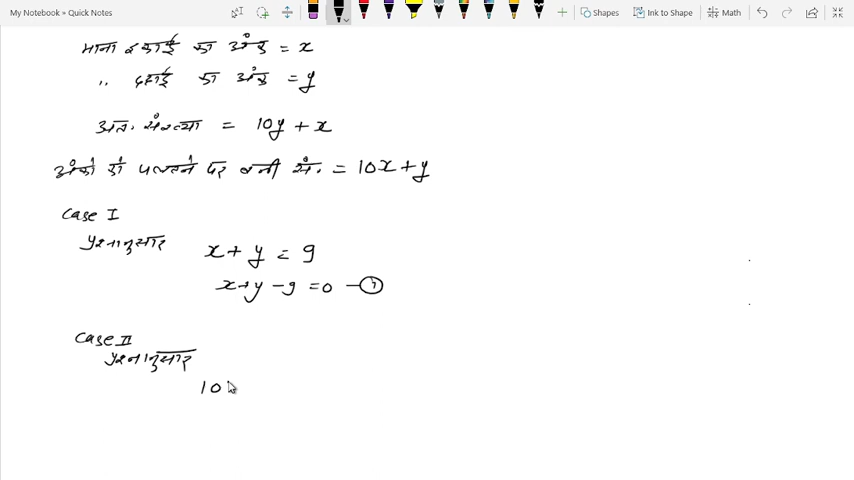 My Notebook » Quick Notes
Shapes Ink to Shape Math
माना इकाई का अंक = x
,, दहाई का अंक = y
अतः संख्या = 10y + x
अंकों को पलटने पर बनी सं. = 10x + y
Case I
प्रश्नानुसार x + y = 9
x + y - 9 = 0 - ①
Case II
प्रश्नानुसार
10